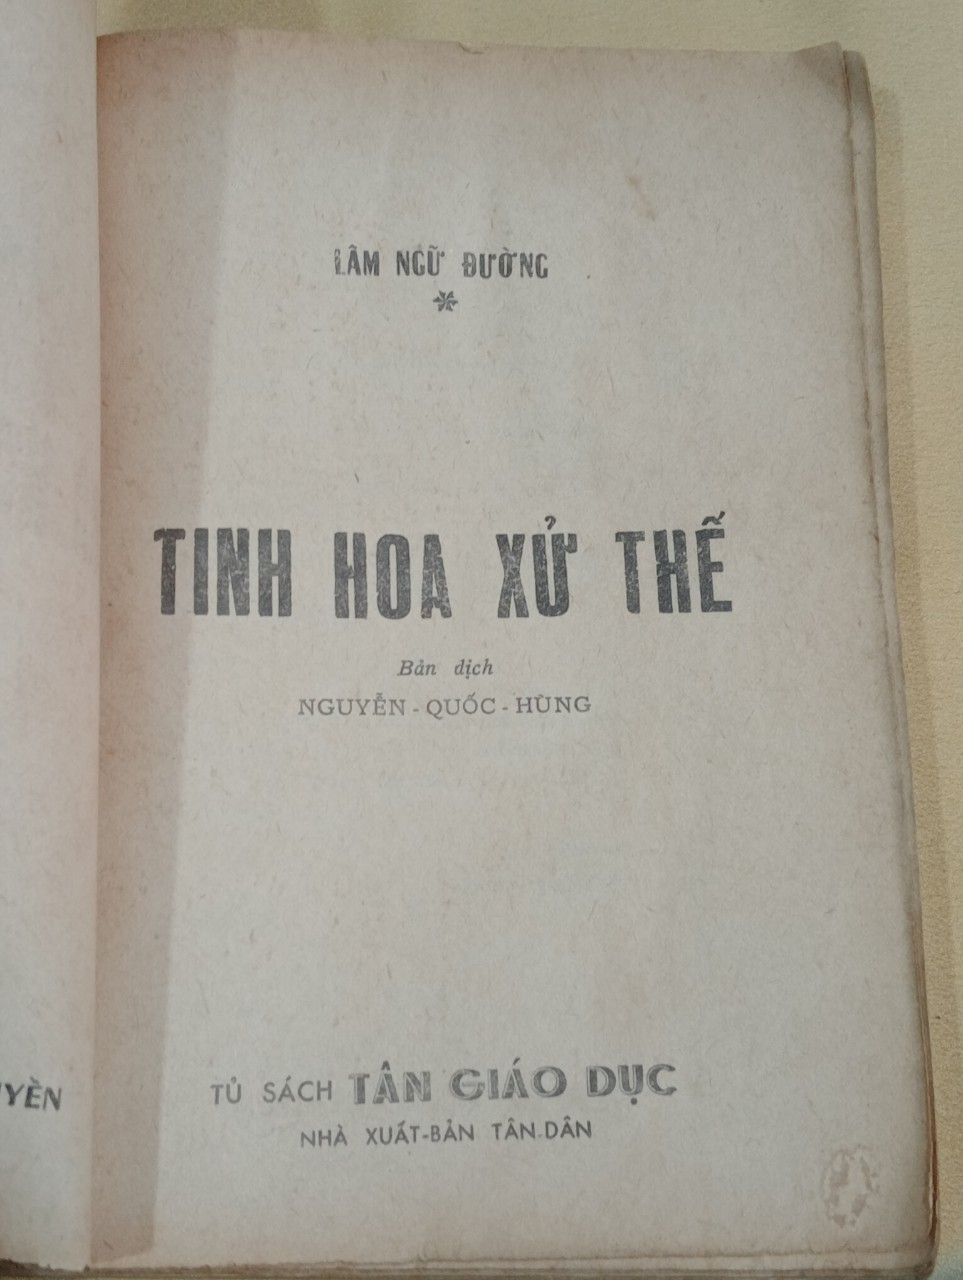 LÂM NGỮ ĐƯỜNG
TINH HOA XỬ THẾ
Bản dịch
NGUYỄN - QUỐC - HÙNG
TỦ SÁCH TÂN GIÁO DỤC
NHÀ XUẤT-BẢN TÂN-DÂN